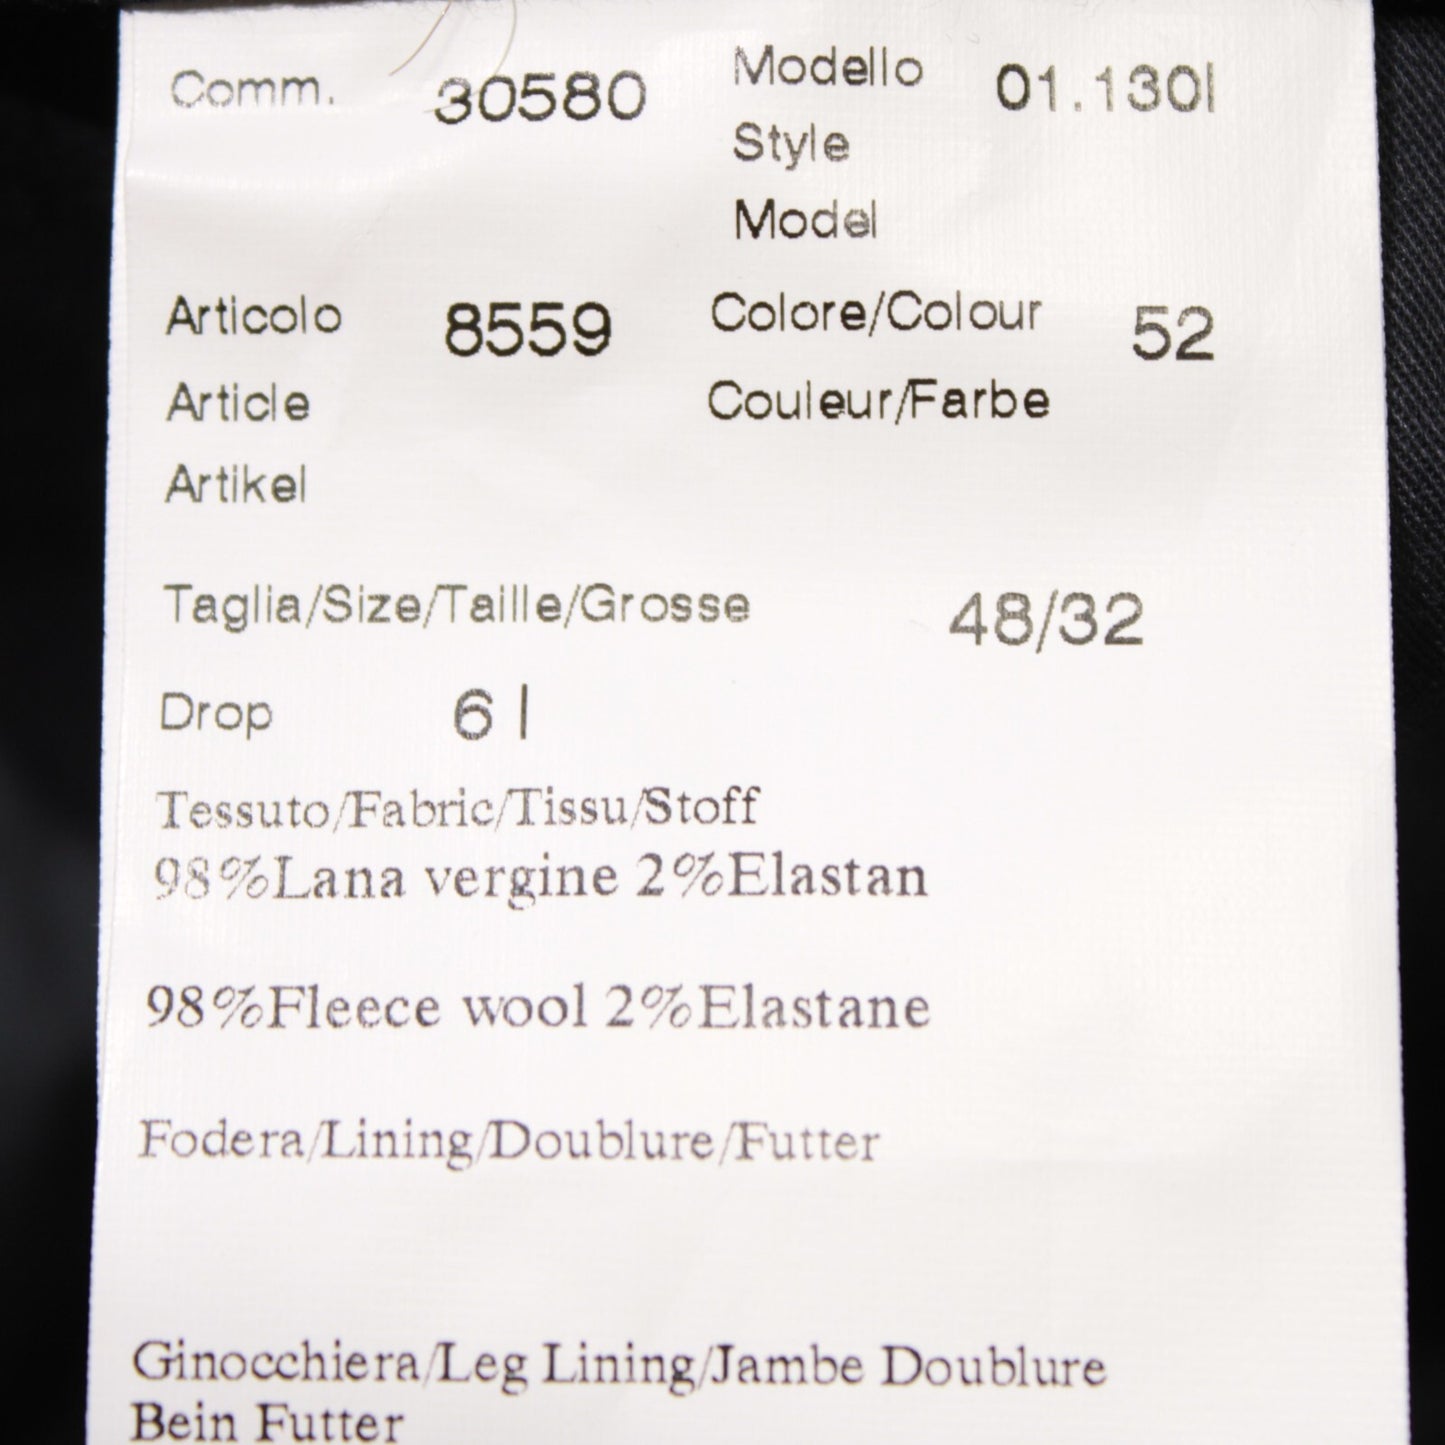 Comm. 30580 Modello 01.130l
Style
Model
Articolo 8559 Colore/Colour 52
Article Couleur/Farbe
Artikel
Taglia/Size/Taille/Grosse 48/32
Drop 6 l
Tessuto/Fabric/Tissu/Stoff
98%Lana vergine 2%Elastan
98%Fleece wool 2%Elastane
Fodera/Lining/Doublure/Futter
Ginocchiera/Leg Lining/Jambe Doublure
Bein Futter